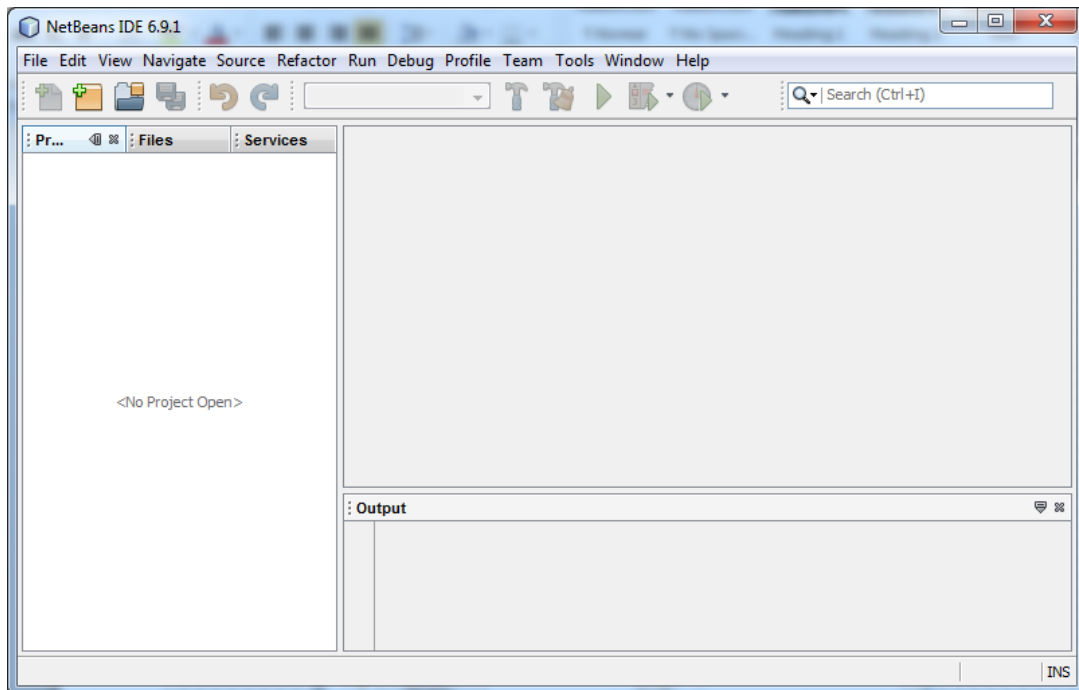 NetBeans IDE 6.9.1
File Edit View Navigate Source Refactor Run Debug Profile Team Tools Window Help
Search (Ctrl+I)
Pr... Files Services
<No Project Open>
Output
INS